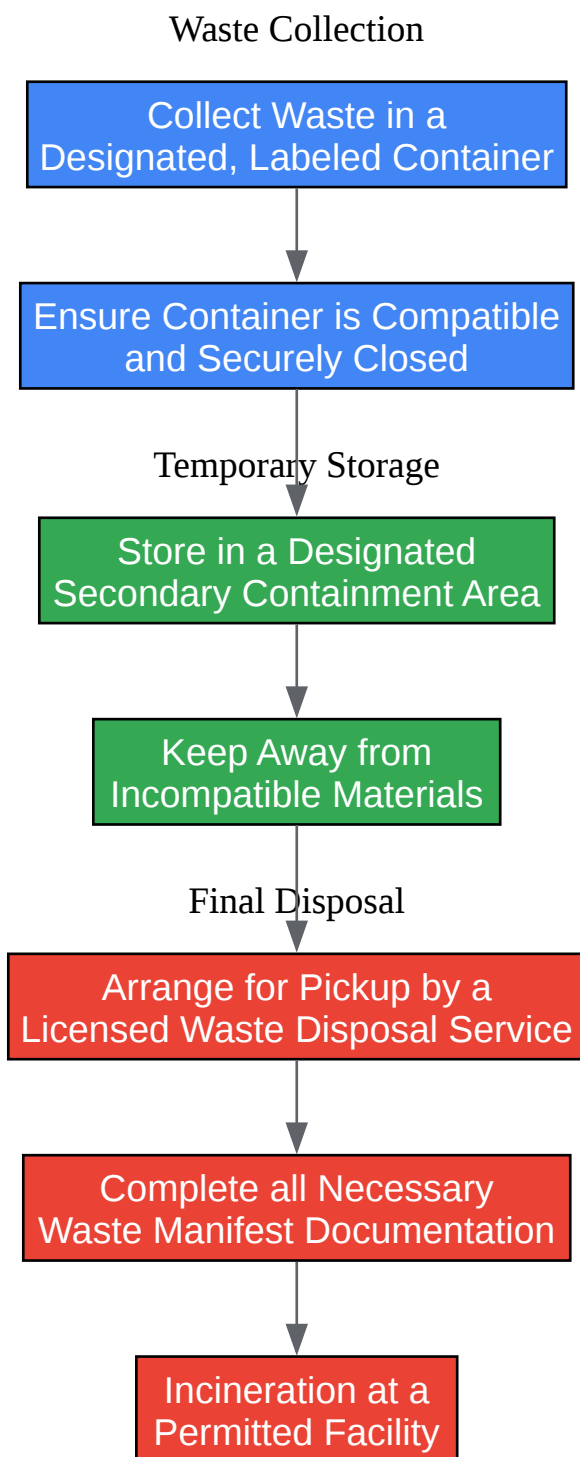 Waste Collection
Collect Waste in a
Designated, Labeled Container
Ensure Container is Compatible
and Securely Closed
Temporary Storage
Store in a Designated
Secondary Containment Area
Keep Away from
Incompatible Materials
Final Disposal
Arrange for Pickup by a
Licensed Waste Disposal Service
Complete all Necessary
Waste Manifest Documentation
Incineration at a
Permitted Facility